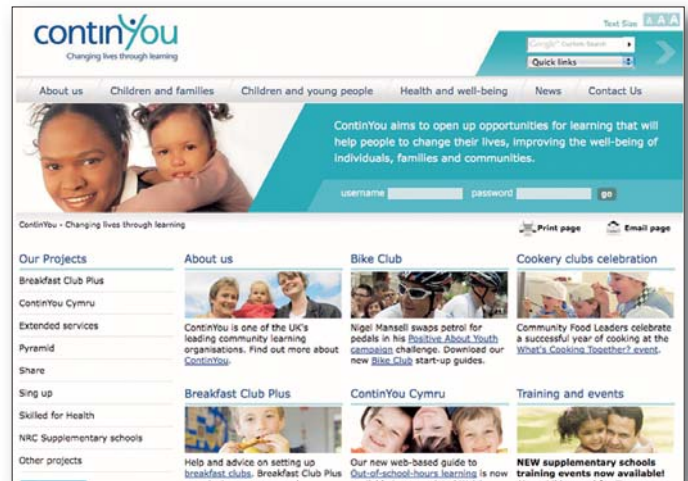 continYou
Changing lives through learning
Text Size A A A
Google™ Custom Search
Quick links
About us Children and families Children and young people Health and well-being News Contact Us
ContinYou aims to open up opportunities for learning that will
help people to change their lives, improving the well-being of
individuals, families and communities.
username password go
ContinYou - Changing lives through learning
Print page Email page
Our Projects
Breakfast Club Plus
ContinYou Cymru
Extended services
Pyramid
Share
Sing up
Skilled for Health
NRC Supplementary schools
Other projects
About us
ContinYou is one of the UK's
leading community learning
organisations. Find out more about
ContinYou.
Bike Club
Nigel Mansell swaps petrol for
pedals in his Positive About Youth
campaign challenge. Download our
new Bike Club start-up guides.
Cookery clubs celebration
Community Food Leaders celebrate
a successful year of cooking at the
What's Cooking Together? event.
Breakfast Club Plus
Help and advice on setting up
breakfast clubs. Breakfast Club Plus
ContinYou Cymru
Our new web-based guide to
Out-of-school-hours learning is now
Training and events
NEW supplementary schools
training events now available!